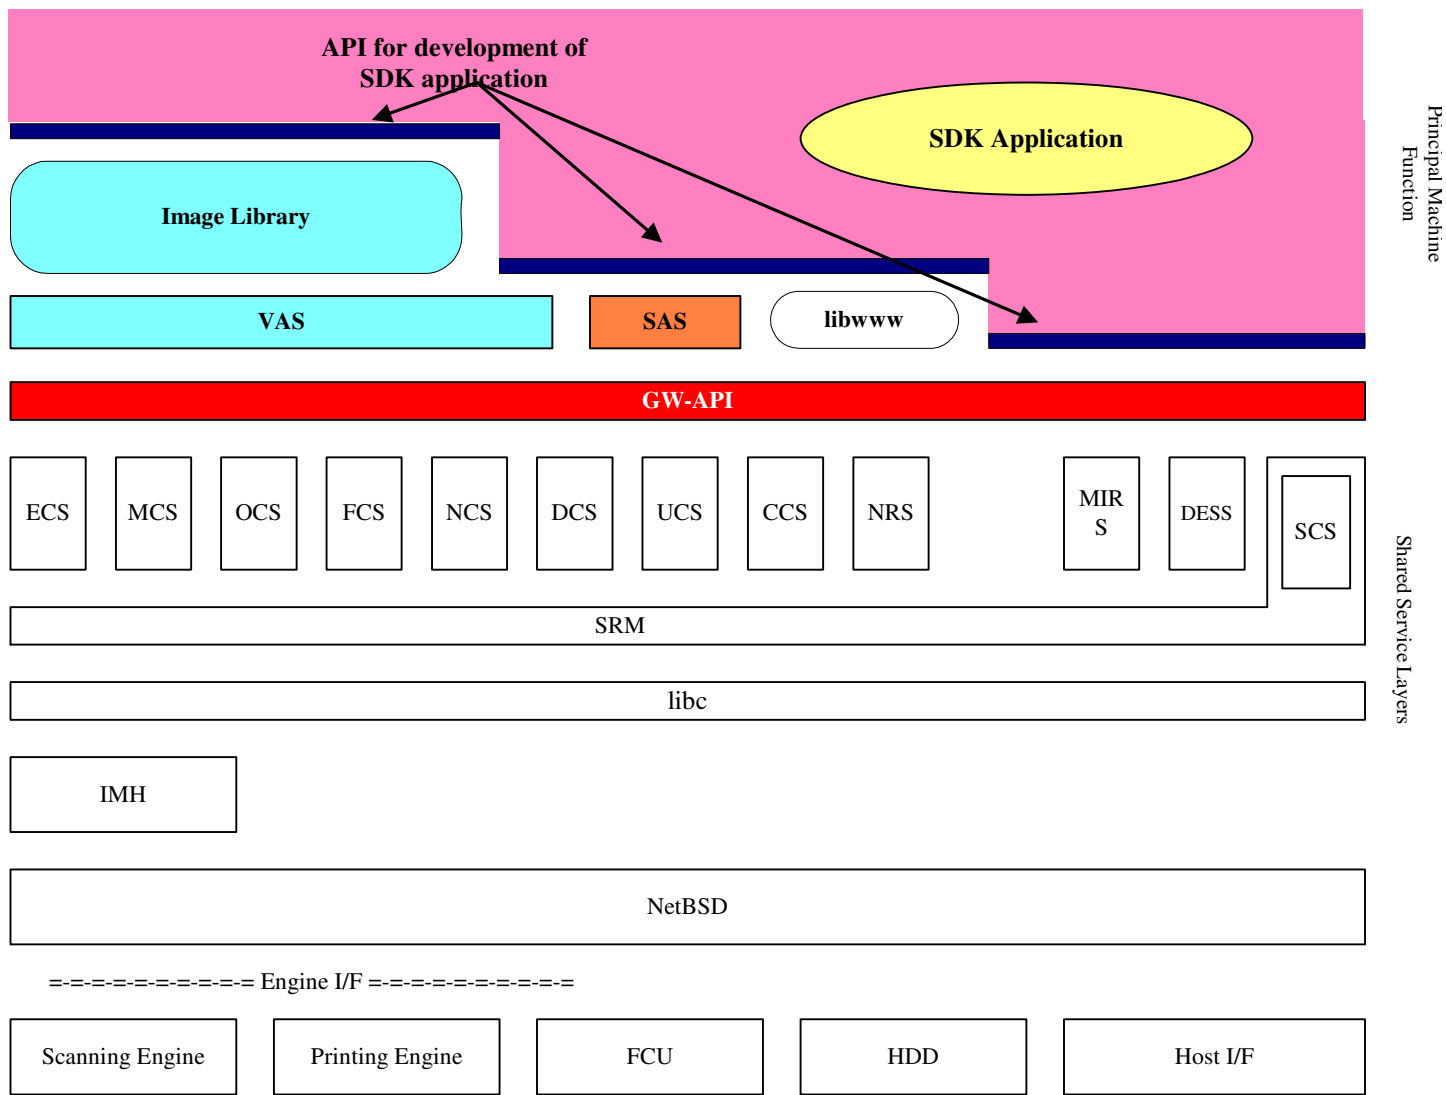 API for development of
SDK application
SDK Application
Principal Machine
Function
Image Library
VAS
SAS
libwww
GW-API
ECS
MCS
OCS
FCS
NCS
DCS
UCS
CCS
NRS
MIR
S
DESS
SCS
Shared Service Layers
SRM
libc
IMH
NetBSD
=-=-=-=-=-=-=-=-=-= Engine I/F =-=-=-=-=-=-=-=-=-=
Scanning Engine
Printing Engine
FCU
HDD
Host I/F